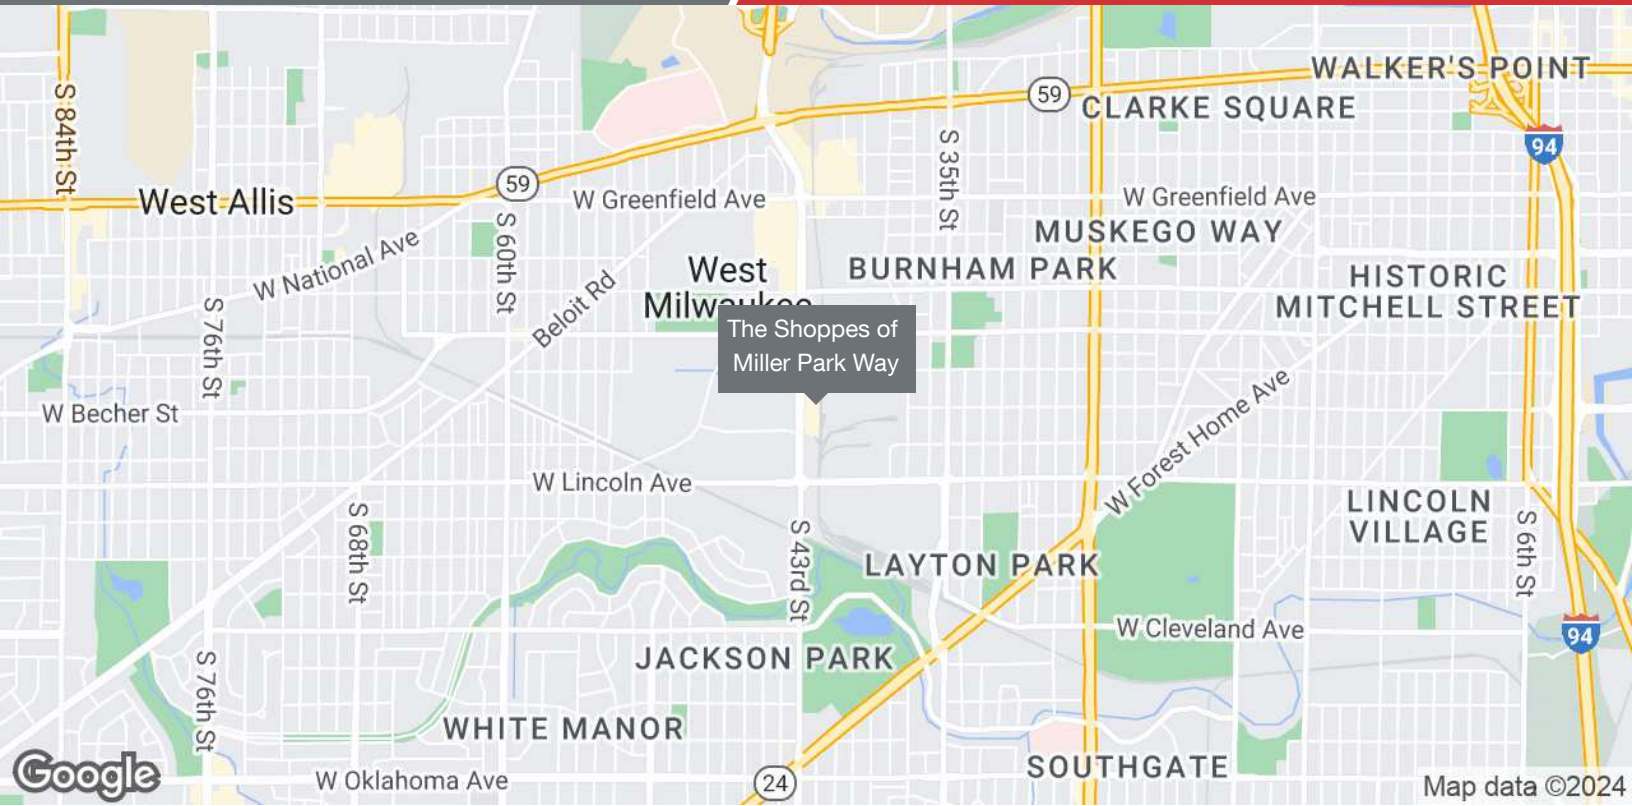 WALKER'S POINT
59
CLARKE SQUARE
S 84th St
S 35th St
94
59
West Allis
W Greenfield Ave
W Greenfield Ave
S 60th St
MUSKEGO WAY
W National Ave
West
Milwaukee
BURNHAM PARK
HISTORIC
MITCHELL STREET
Beloit Rd
S 76th St
The Shoppes of
Miller Park Way
W Becher St
W Forest Home Ave
W Lincoln Ave
LINCOLN
VILLAGE
S 68th St
S 43rd St
S 6th St
LAYTON PARK
W Cleveland Ave
94
JACKSON PARK
S 76th St
WHITE MANOR
SOUTHGATE
Google
W Oklahoma Ave
24
Map data ©2024